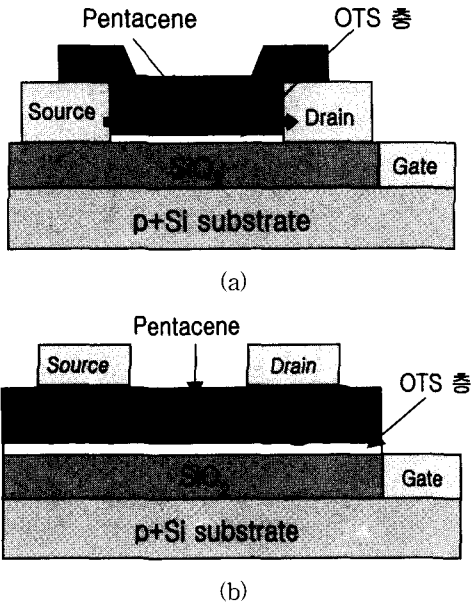 Pentacene
OTS 층
Source
Drain
SiO₂
Gate
p+Si substrate
(a)
Pentacene
Source
Drain
OTS 층
SiO₂
Gate
p+Si substrate
(b)